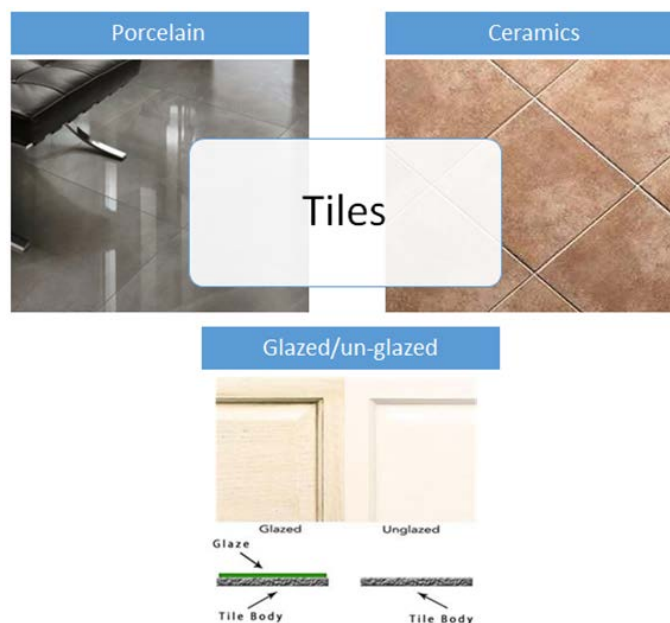 Porcelain
Ceramics
Tiles
Glazed/un-glazed
Glazed
Unglazed
Glaze
Tile Body
Tile Body